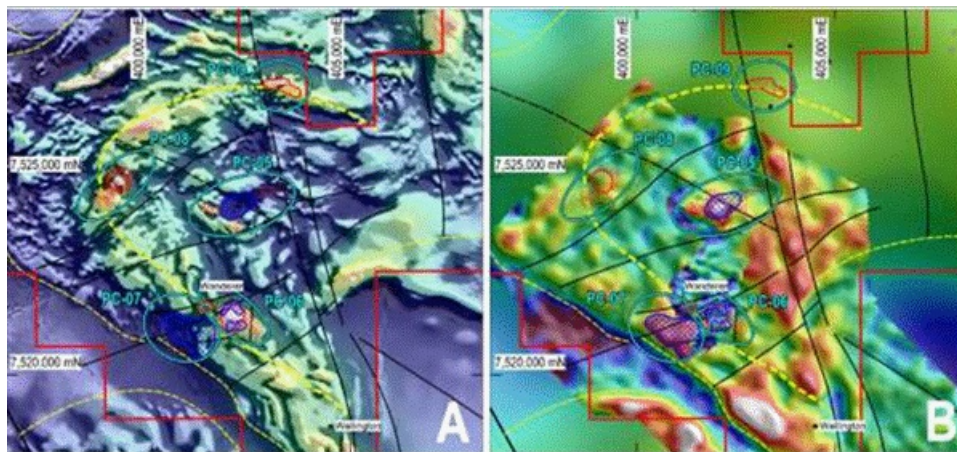 400,000 mE
405,000 mE
PC-09
PC-08
7,525,000 mN
PC-05
Wanderer
PC-07
PC-06
7,520,000 mN
Wellington
A
400,000 mE
405,000 mE
PC-09
PC-08
7,525,000 mN
PC-05
Wanderer
PC-07
PC-06
7,520,000 mN
Wellington
B